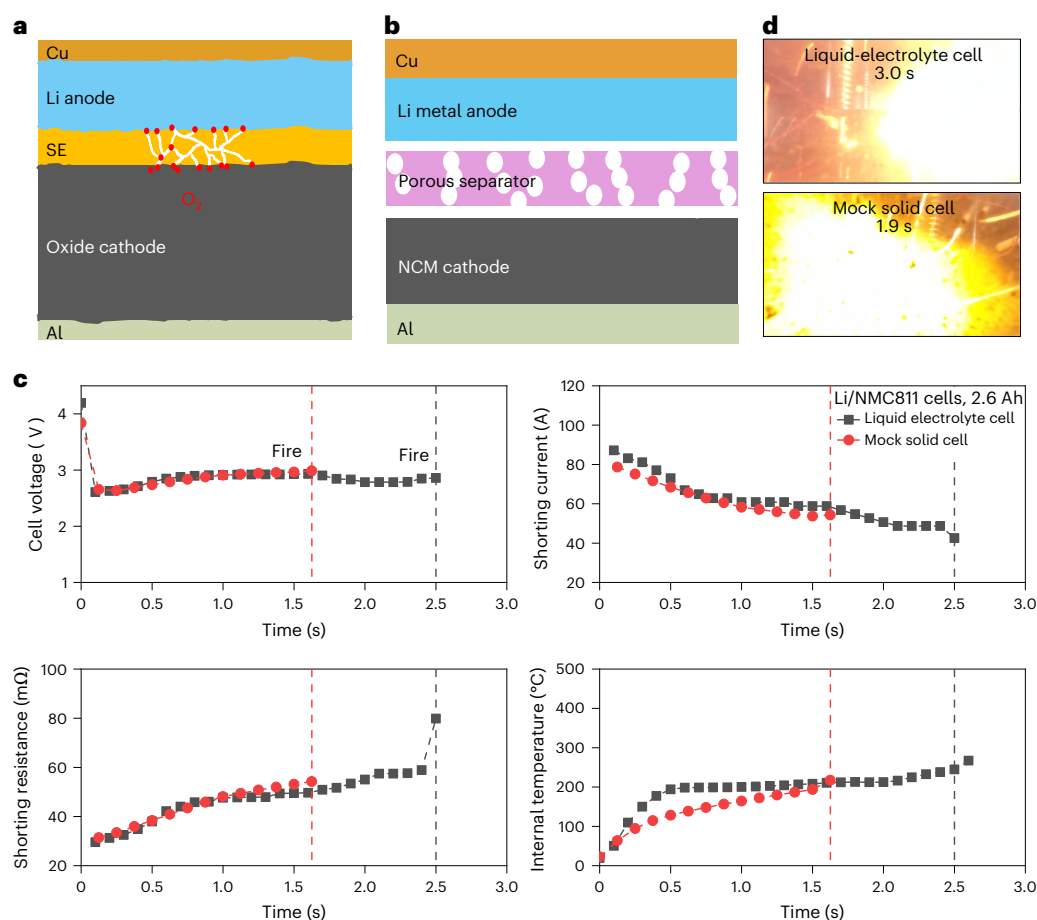 a
Cu
Li anode
SE
O₂
Oxide cathode
Al
b
Cu
Li metal anode
Porous separator
NCM cathode
Al
d
Liquid-electrolyte cell
3.0 s
Mock solid cell
1.9 s
c
Cell voltage ( V)
4
3
2
1
Fire
Fire
0
0.5
1.0
1.5
2.0
2.5
3.0
Time (s)
Shorting current (A)
120
100
80
60
40
20
Li/NMC811 cells, 2.6 Ah
Liquid electrolyte cell
Mock solid cell
0
0.5
1.0
1.5
2.0
2.5
3.0
Time (s)
Shorting resistance (mΩ)
100
80
60
40
20
0
0.5
1.0
1.5
2.0
2.5
3.0
Time (s)
Internal temperature (°C)
500
400
300
200
100
0
0
0.5
1.0
1.5
2.0
2.5
3.0
Time (s)